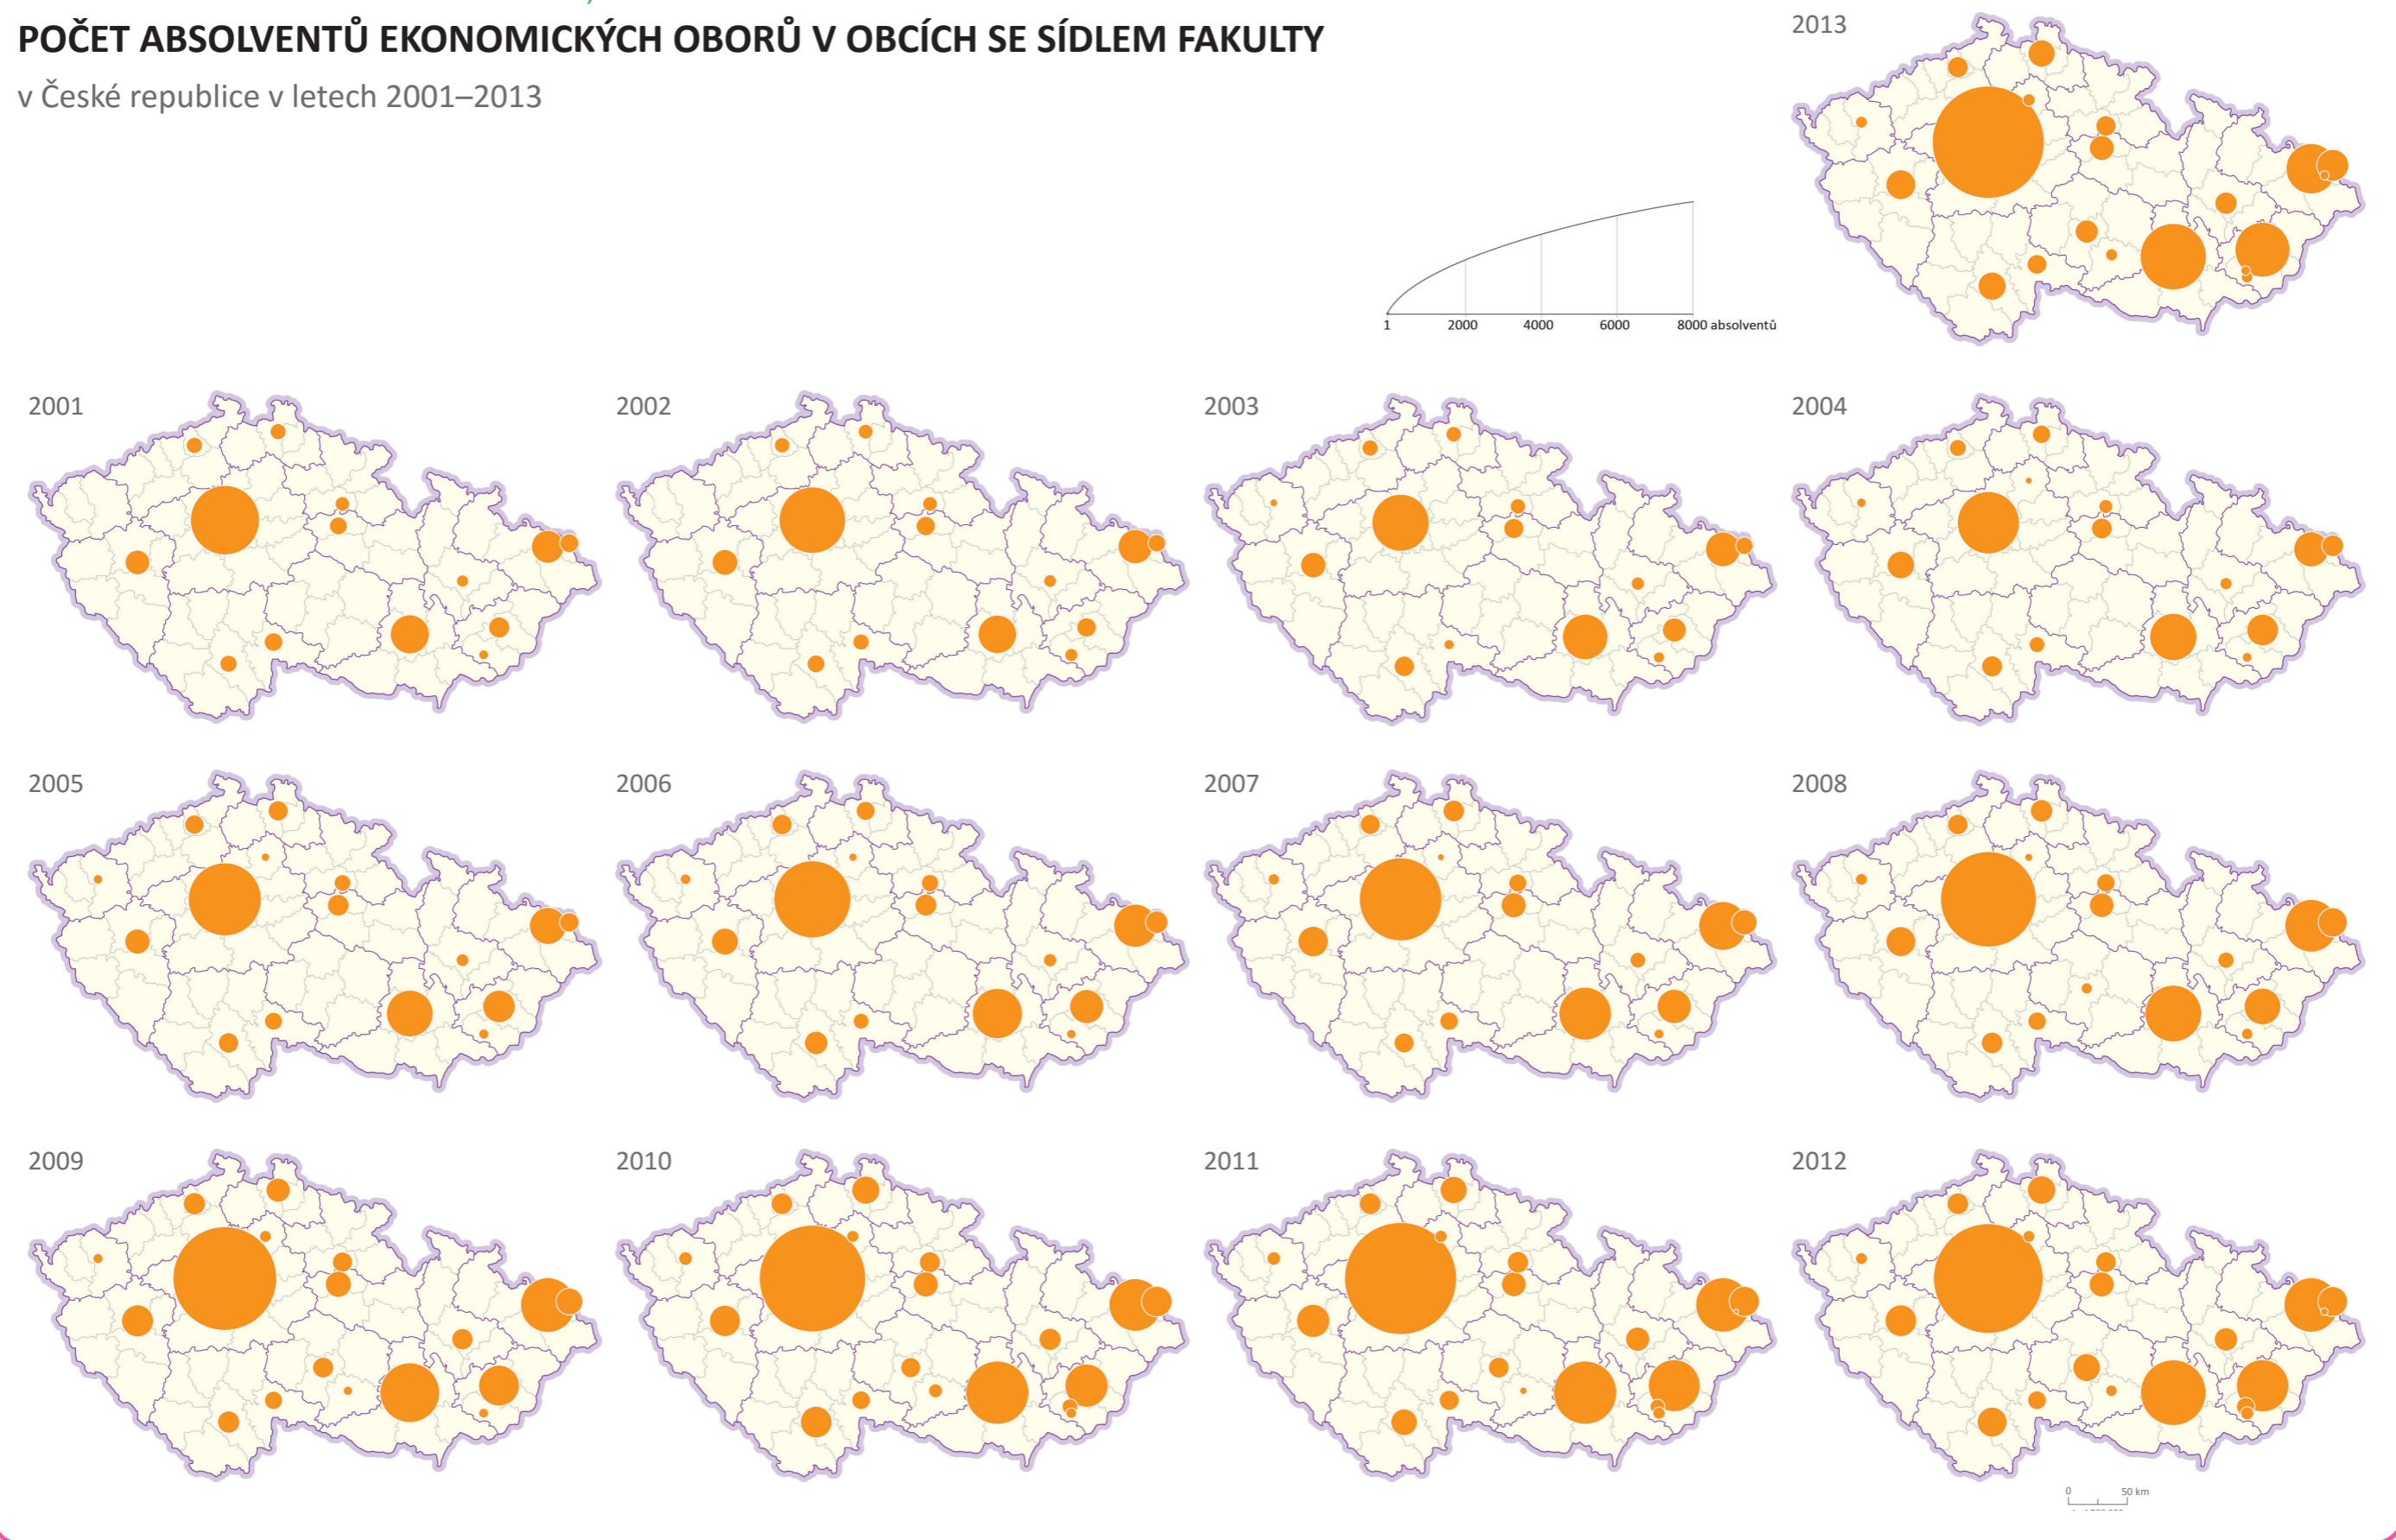 POČET ABSOLVENTŮ EKONOMICKÝCH OBORŮ V OBCÍCH SE SÍDLEM FAKULTY
v České republice v letech 2001–2013
2013
1 2000 4000 6000 8000 absolventů
2001 2002 2003 2004
2005 2006 2007 2008
2009 2010 2011 2012
0 50 km